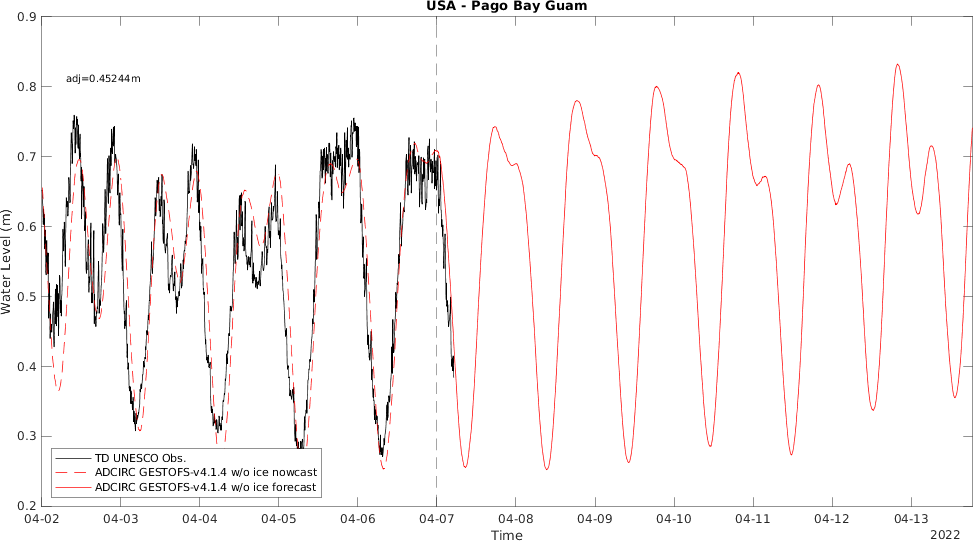 USA - Pago Bay Guam
0.9
0.8
0.7
0.6
0.5
0.4
0.3
0.2
Water Level (m)
adj=0.45244m
TD UNESCO Obs.
ADCIRC GESTOFS-v4.1.4 w/o ice nowcast
ADCIRC GESTOFS-v4.1.4 w/o ice forecast
04-02 04-03 04-04 04-05 04-06 04-07 04-08 04-09 04-10 04-11 04-12 04-13
Time
2022